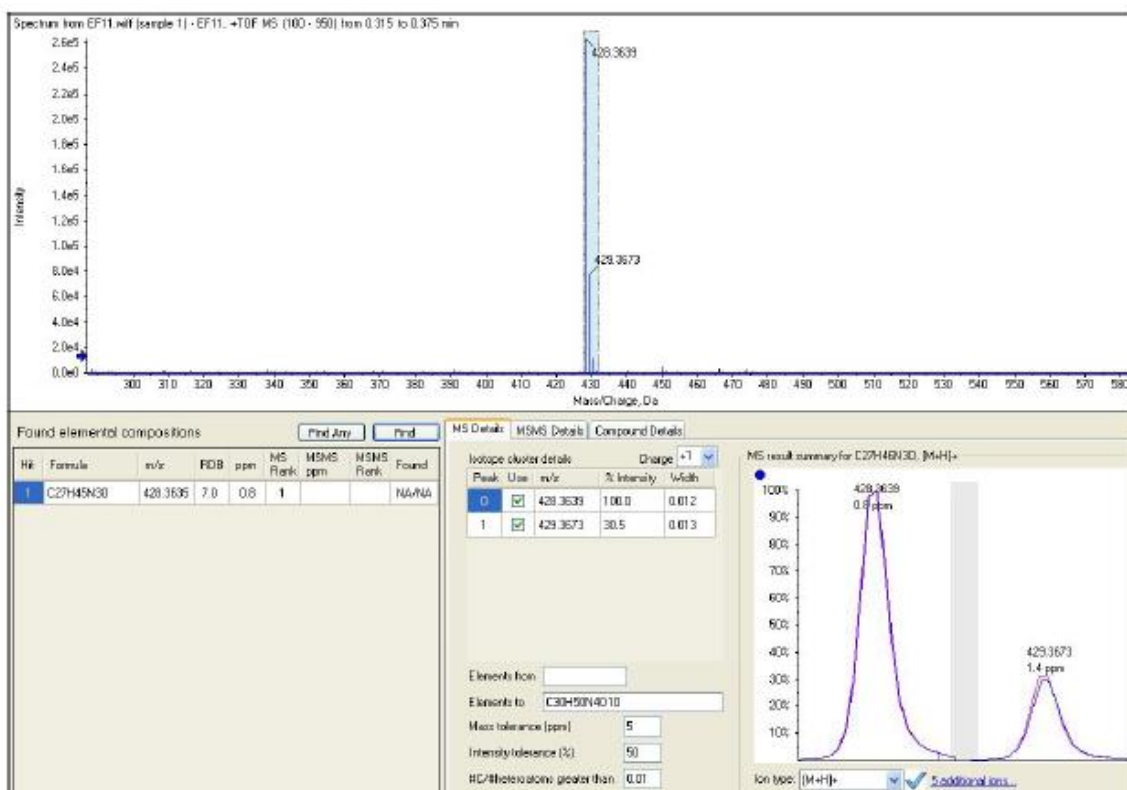 Spectrum from EF11.wiff (sample 1) - EF11, +TOF MS (100 - 950) from 0.315 to 0.375 min
2.6e5
2.4e5
2.2e5
2.0e5
1.8e5
1.6e5
1.4e5
1.2e5
1.0e5
8.0e4
6.0e4
4.0e4
2.0e4
0.0e0
Intensity
428.3639
429.3673
300 310 320 330 340 350 360 370 380 390 400 410 420 430 440 450 460 470 480 490 500 510 520 530 540 550 560 570 580
Mass/Charge, Da
Found elemental compositions Find Any Find
Hit Formula m/z RDB ppm MS Rank MSMS ppm MSMS Rank Found
1 C27H45N3O 428.3635 7.0 0.8 1 NA/NA
MS Details MSMS Details Compound Details
Isotope cluster details Charge +1
Peak Use m/z % Intensity Width
0 428.3639 100.0 0.012
1 429.3673 30.5 0.013
Elements from
Elements to C30H50N4O10
Mass tolerance (ppm) 5
Intensity tolerance (%) 50
#C/#heteroatoms greater than 0.01
MS result summary for C27H46N3O, [M+H]+
100%
90%
80%
70%
60%
50%
40%
30%
20%
10%
428.3639
0.8 ppm
429.3673
1.4 ppm
Ion type: [M+H]+ 5 additional ions...